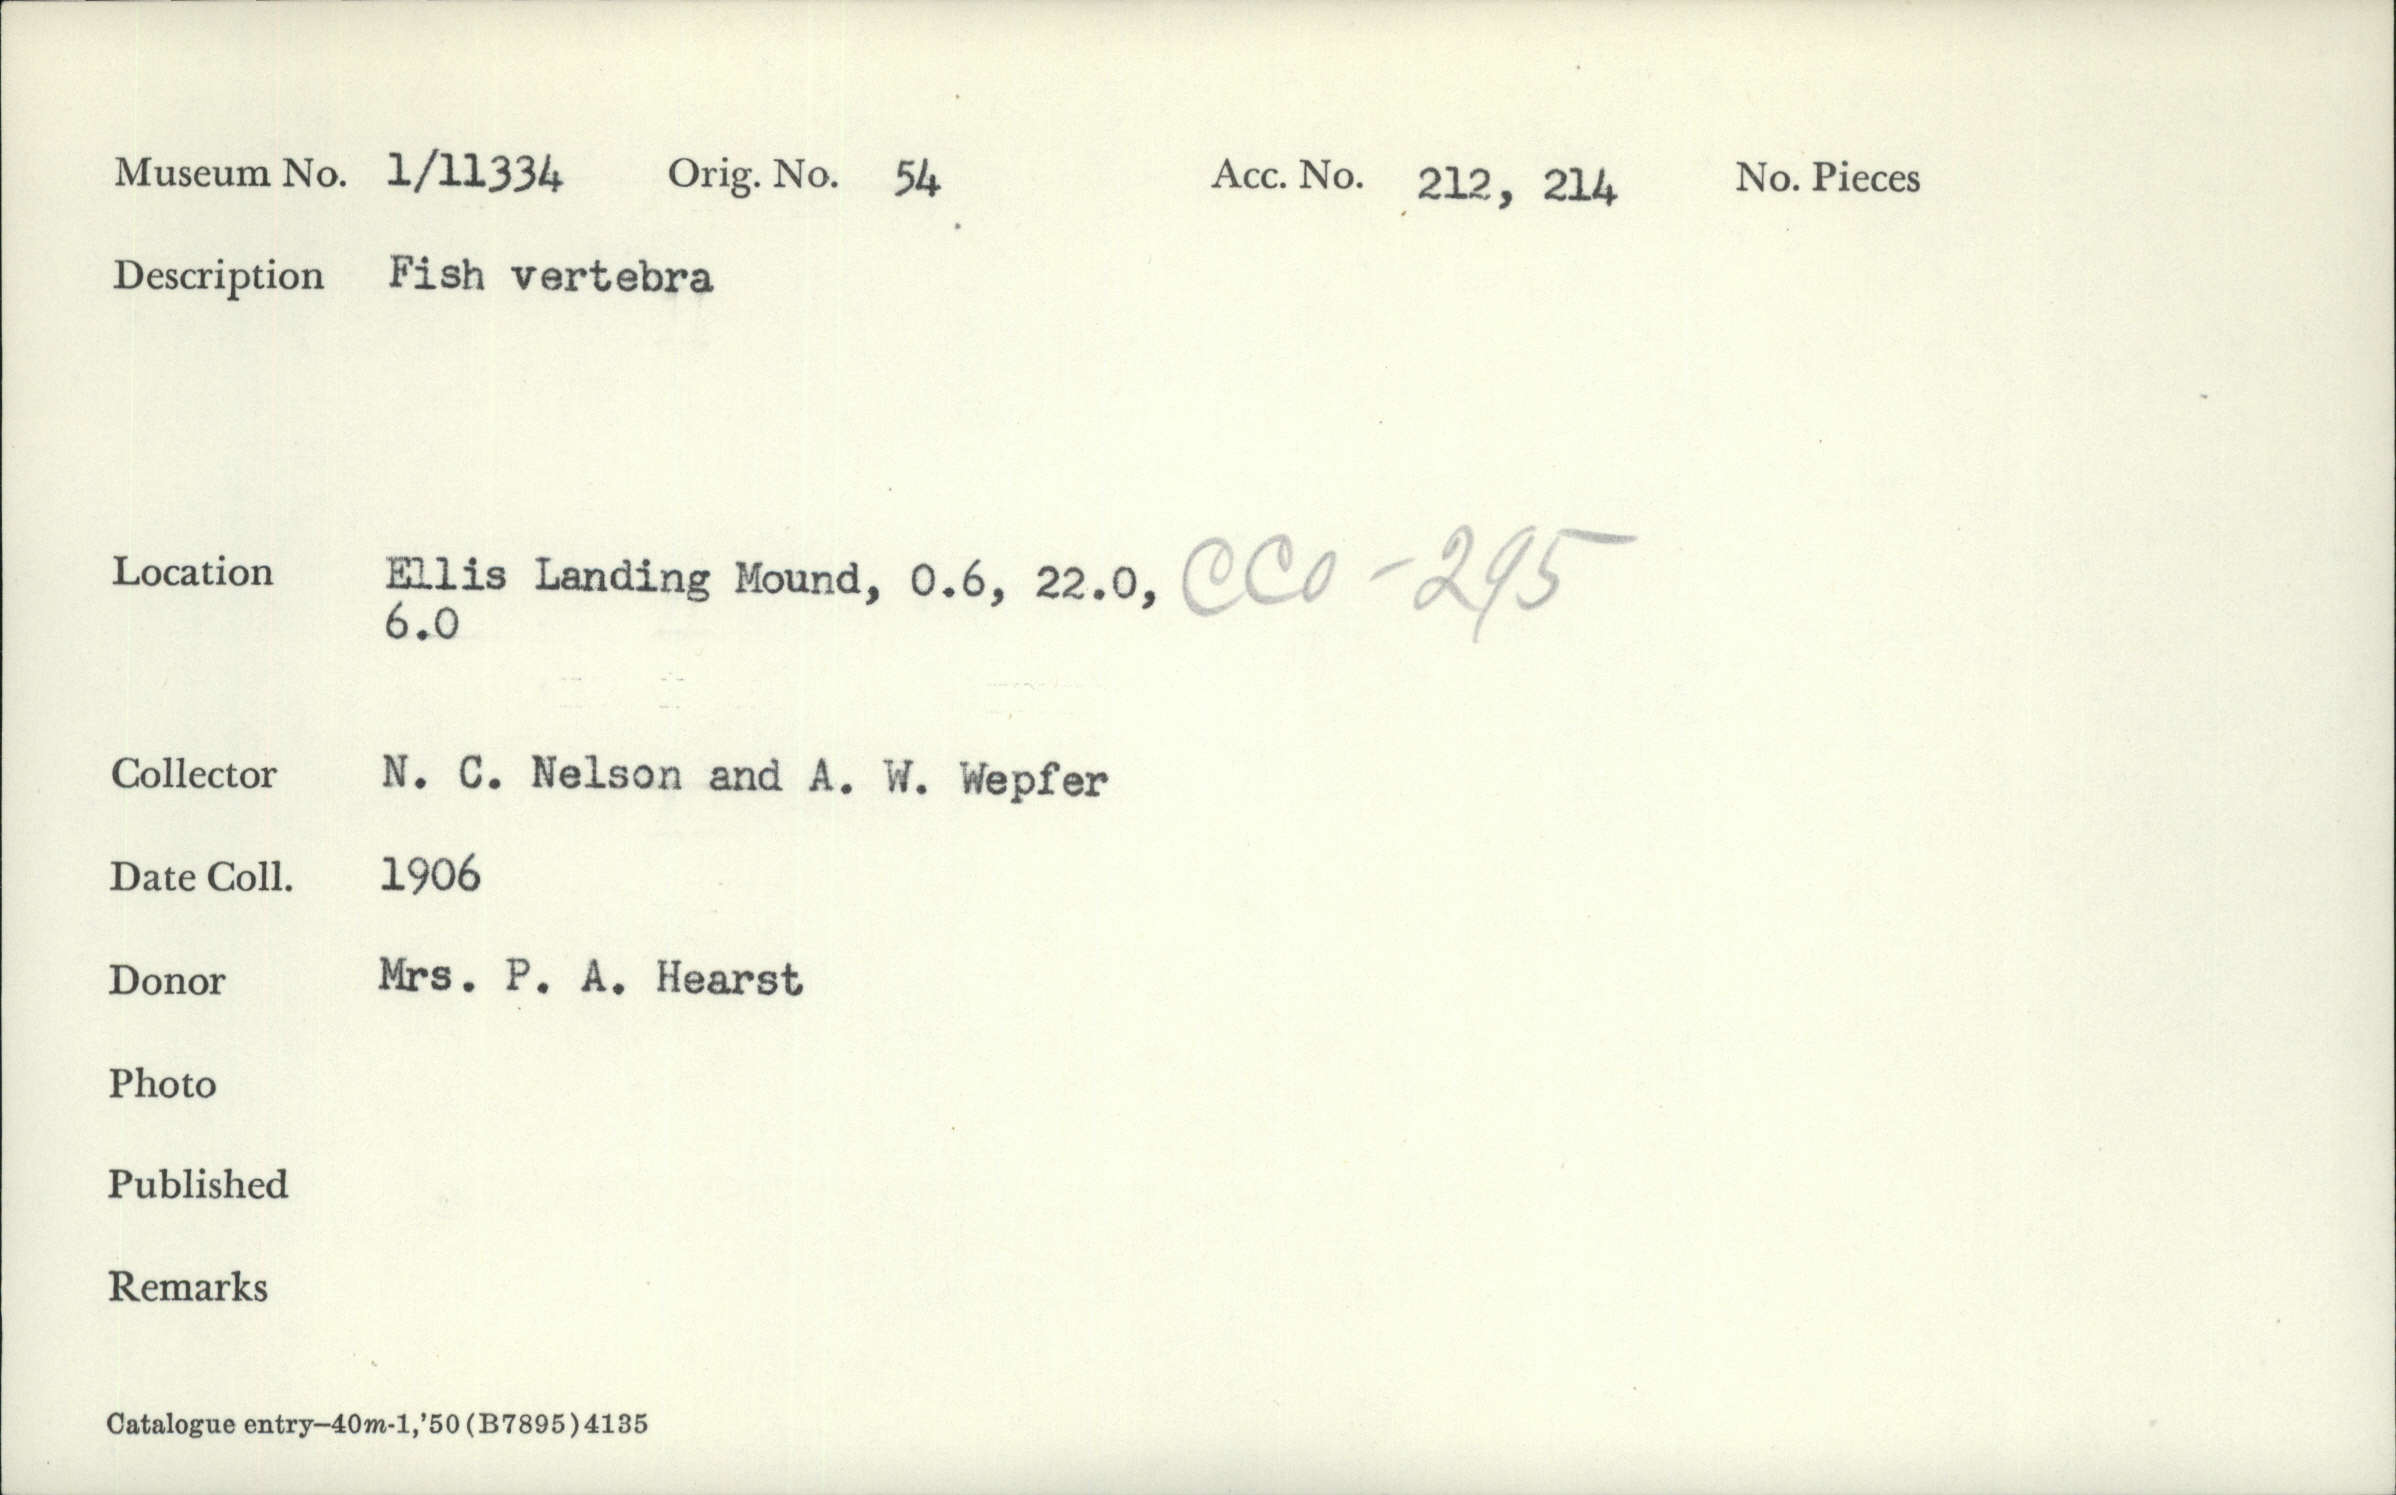 Museum No. 1/11334 Orig. No. 54 Acc. No. 212, 214 No. Pieces
Description Fish vertebra
Location Ellis Landing Mound, 0.6, 22.0, CCO-295
6.0
Collector N. C. Nelson and A. W. Wepfer
Date Coll. 1906
Donor Mrs. P. A. Hearst
Photo
Published
Remarks
Catalogue entry—40m-1,'50(B7895)4135